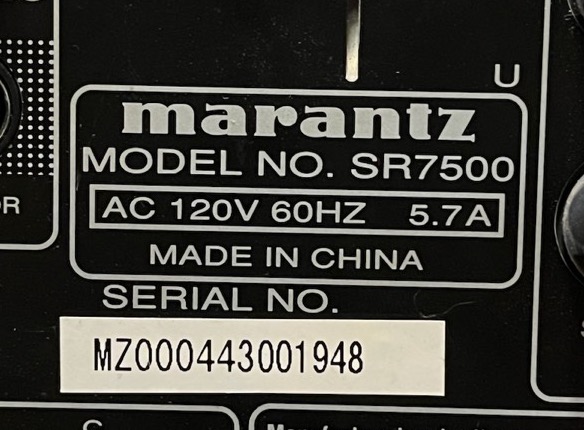 U
marantz
MODEL NO. SR7500
AC 120V 60HZ 5.7A
MADE IN CHINA
SERIAL NO.
MZ000443001948